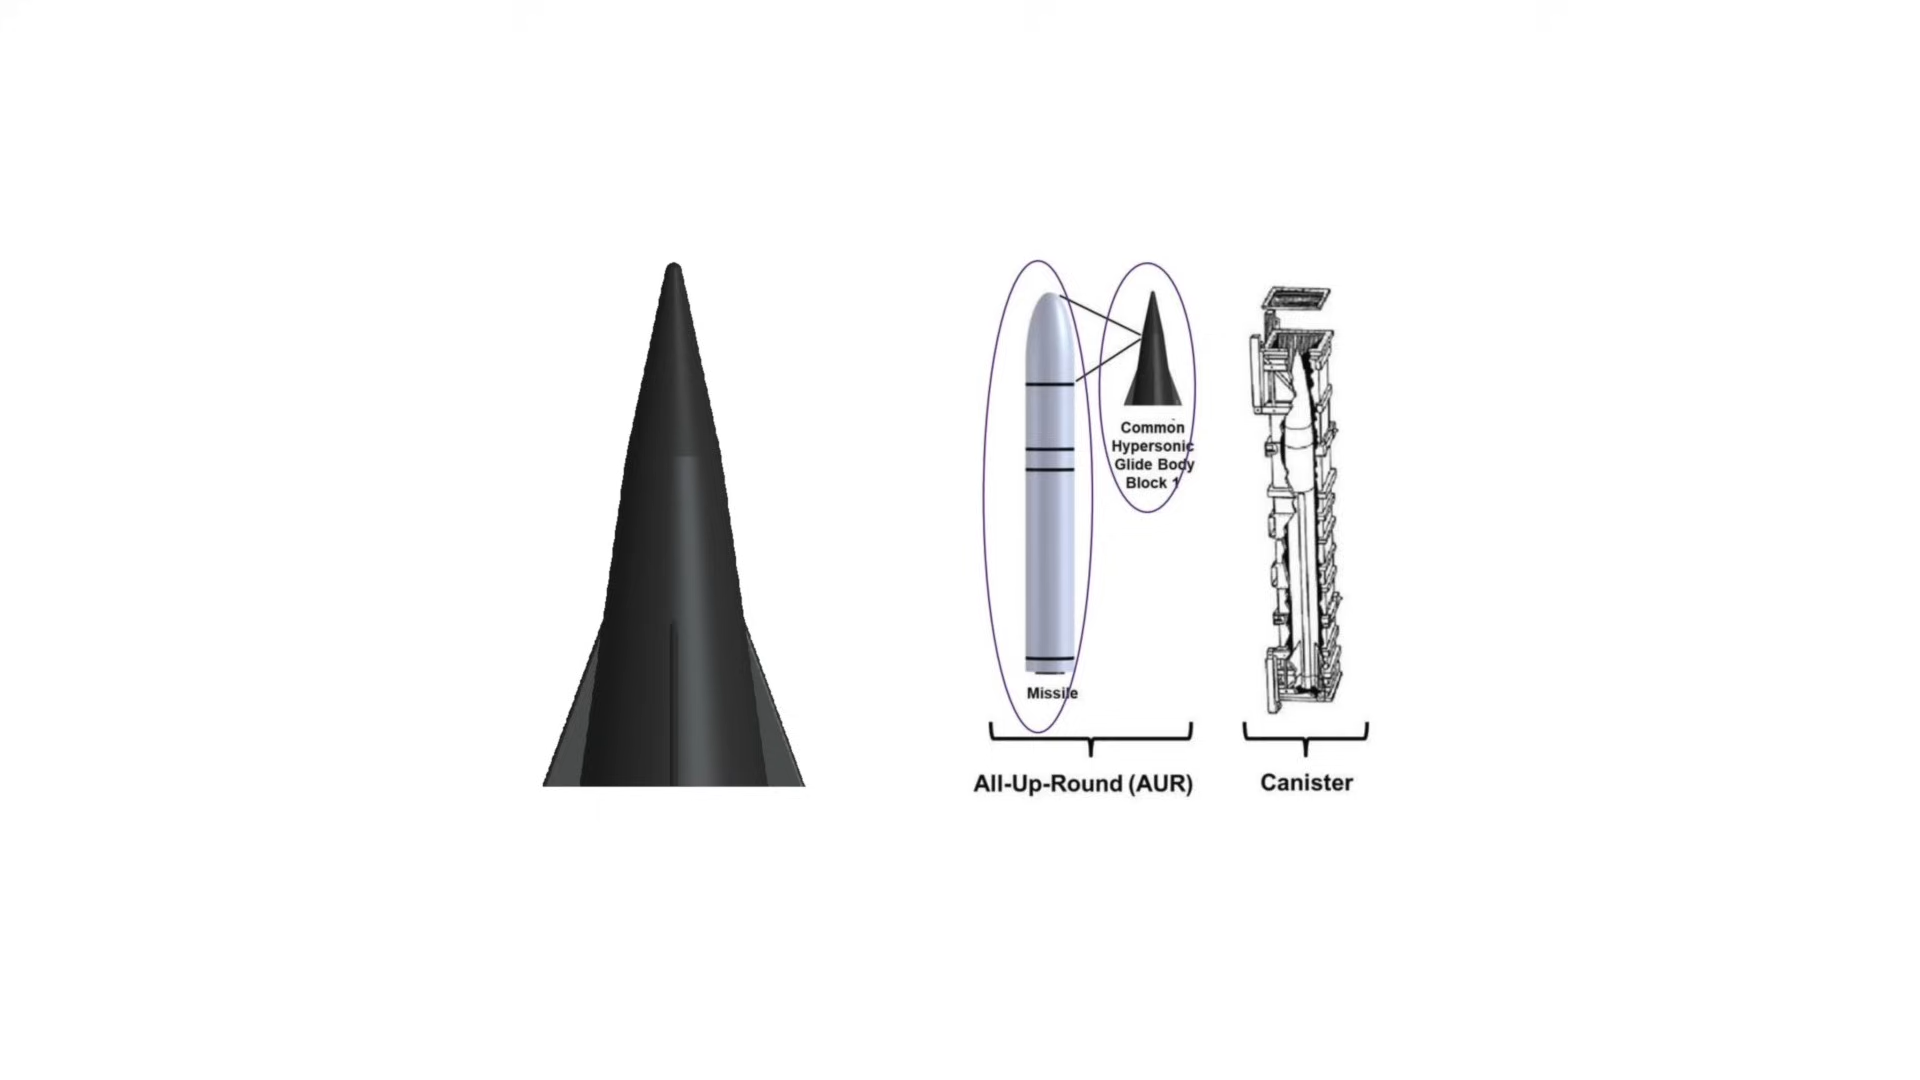 Common
Hypersonic
Glide Body
Block 1
Missile
All-Up-Round (AUR)
Canister